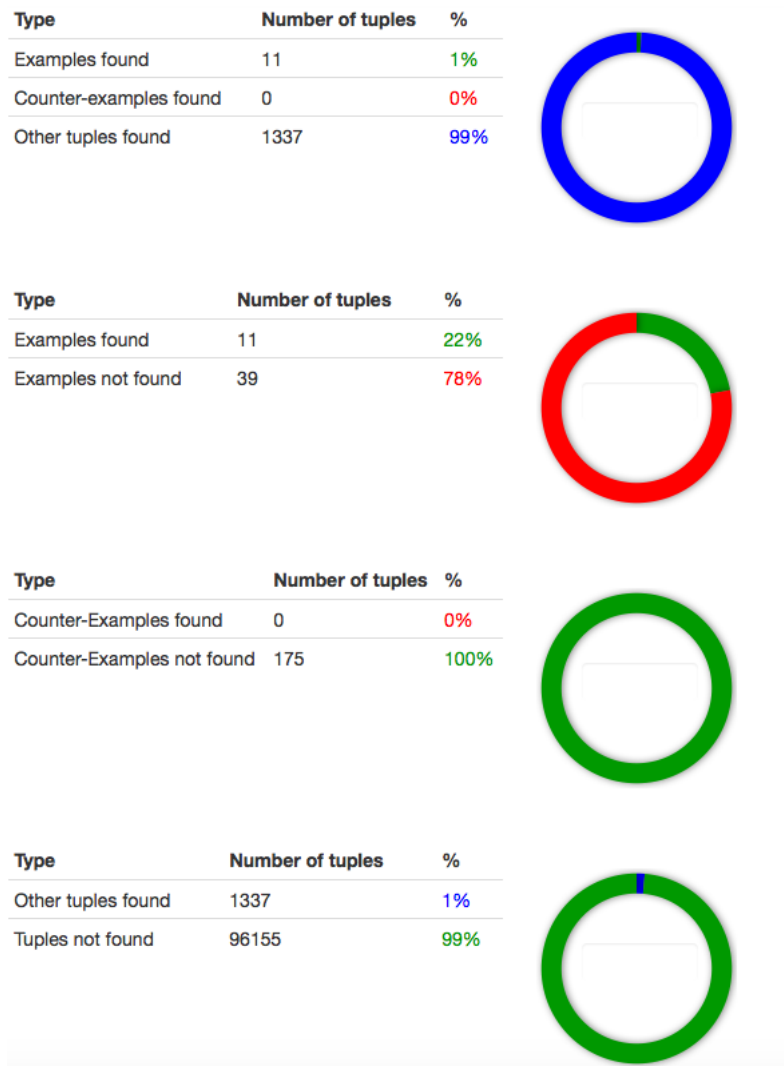 Type Number of tuples %
Examples found 11 1%
Counter-examples found 0 0%
Other tuples found 1337 99%
Type Number of tuples %
Examples found 11 22%
Examples not found 39 78%
Type Number of tuples %
Counter-Examples found 0 0%
Counter-Examples not found 175 100%
Type Number of tuples %
Other tuples found 1337 1%
Tuples not found 96155 99%